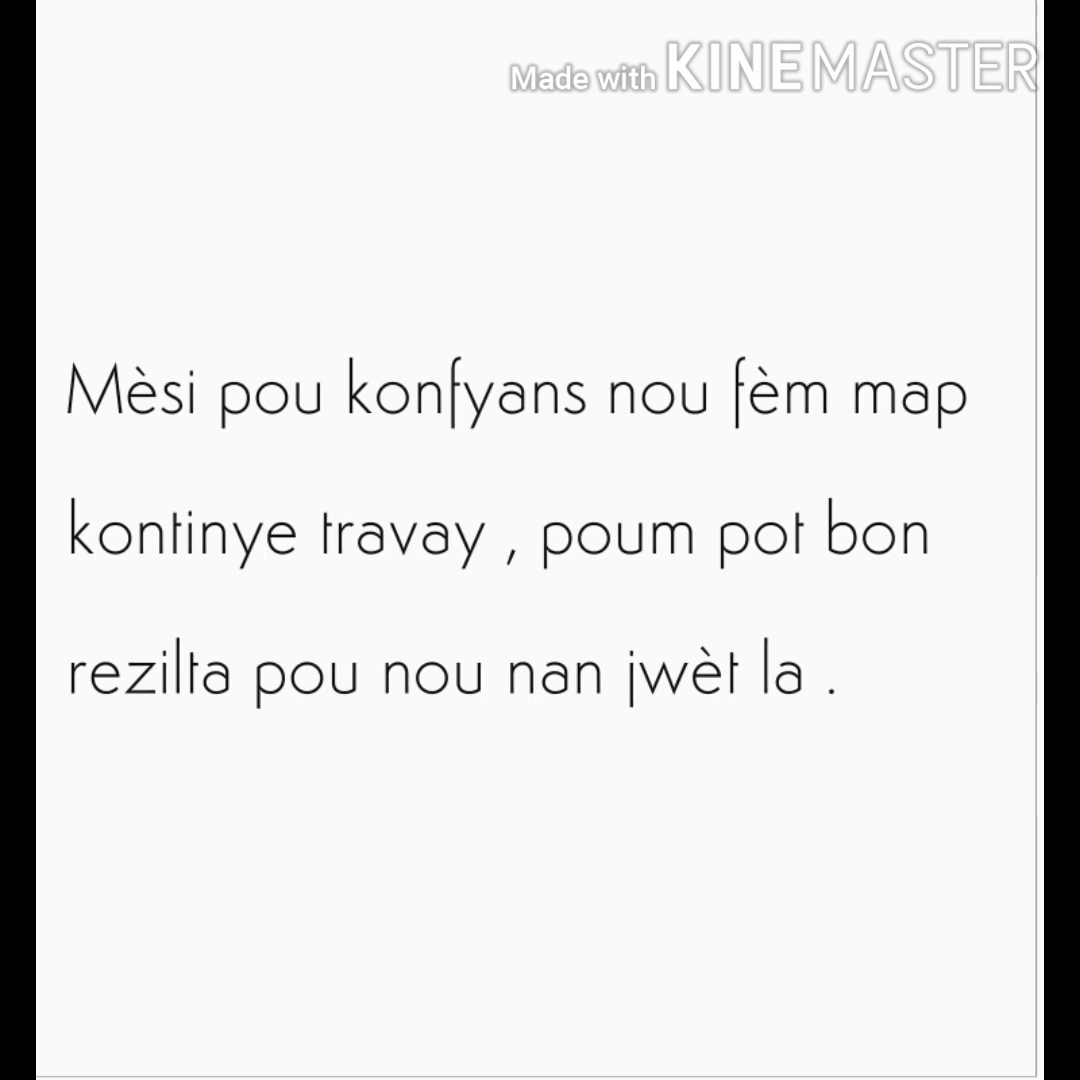 Made with KINEMASTER
Mèsi pou konfyans nou fèm map
kontinye travay , poum pot bon
rezilta pou nou nan jwèt la .